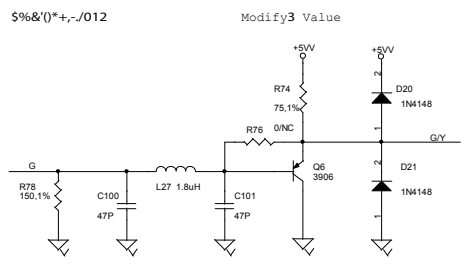 $%&'()*+,-./012 Modify3 Value
+5VV +5VV
R74
75,1%
2
D20
1N4148
R76
0/NC
1
G/Y
G
Q6
3906
2
D21
1N4148
R78
150,1%
C100
47P
L27 1.8uH
C101
47P
1